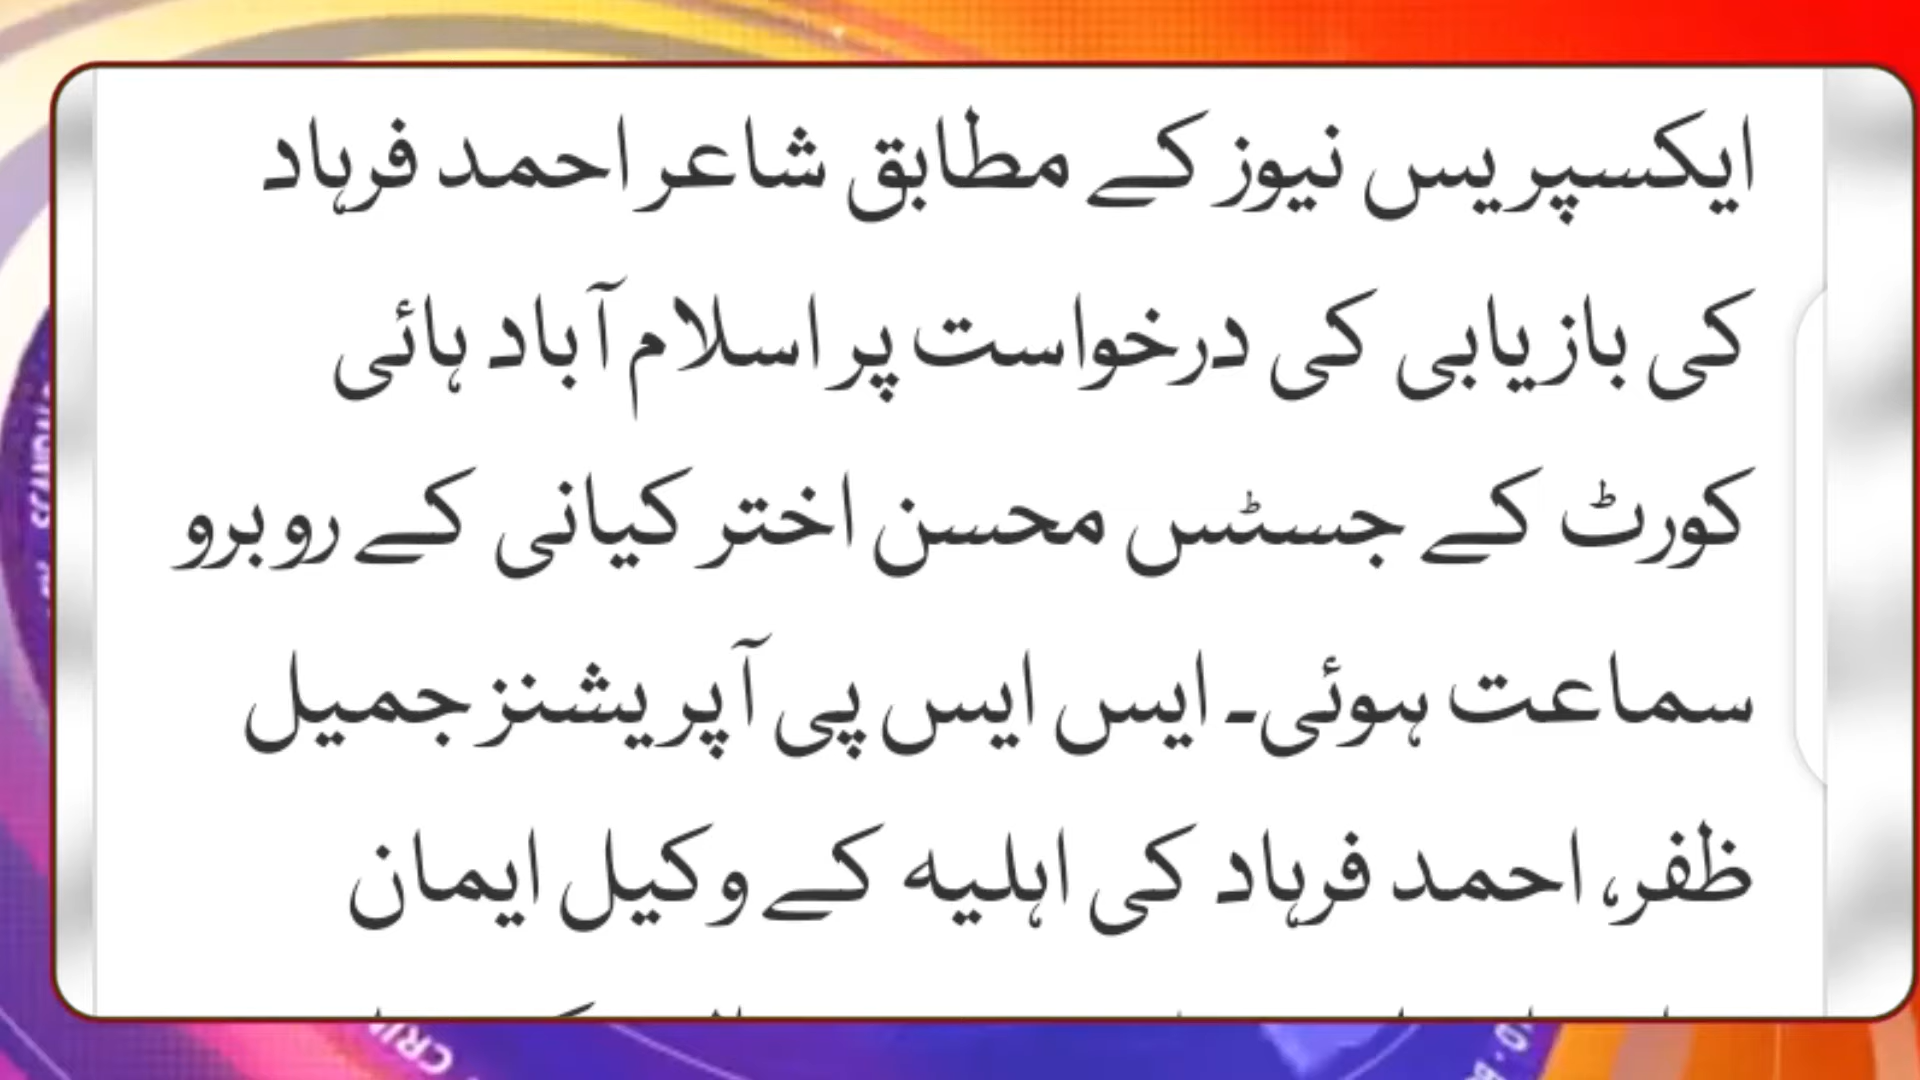 ایکسپریس نیوز کے مطابق شاعر احمد فرہاد
کی بازیابی کی درخواست پر اسلام آباد ہائی
کورٹ کے جسٹس محسن اختر کیانی کے روبرو
سماعت ہوئی۔ ایس ایس پی آپریشنز جمیل
ظفر، احمد فرہاد کی اہلیہ کے وکیل ایمان